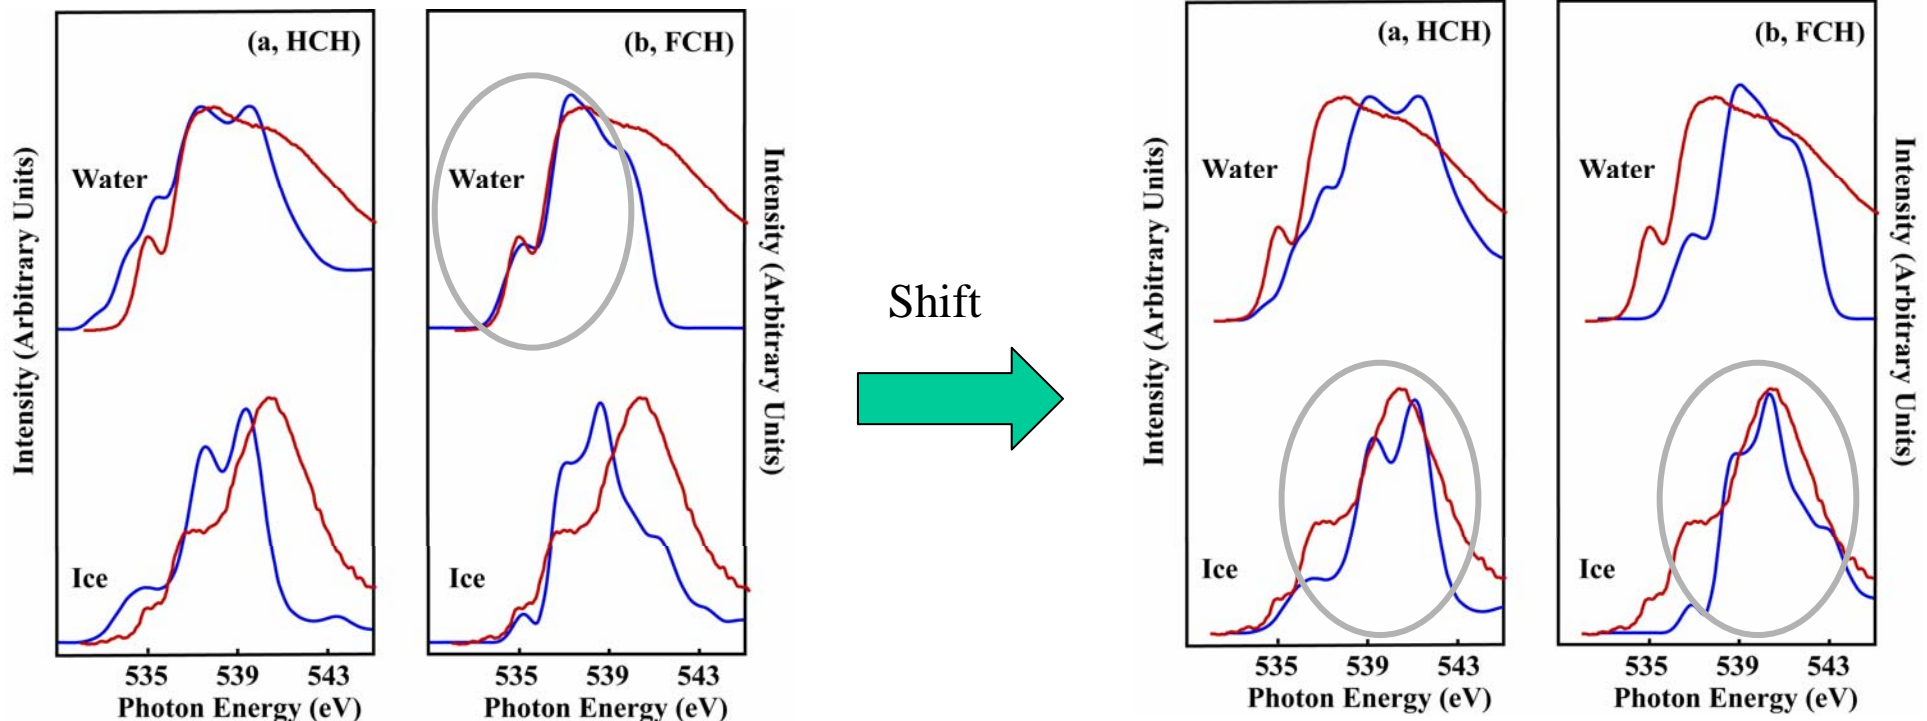 (a, HCH)
Water
Ice
Intensity (Arbitrary Units)
535 539 543
Photon Energy (eV)
(b, FCH)
Water
Ice
Intensity (Arbitrary Units)
535 539 543
Photon Energy (eV)
Shift
(a, HCH)
Water
Ice
Intensity (Arbitrary Units)
535 539 543
Photon Energy (eV)
(b, FCH)
Water
Ice
Intensity (Arbitrary Units)
535 539 543
Photon Energy (eV)